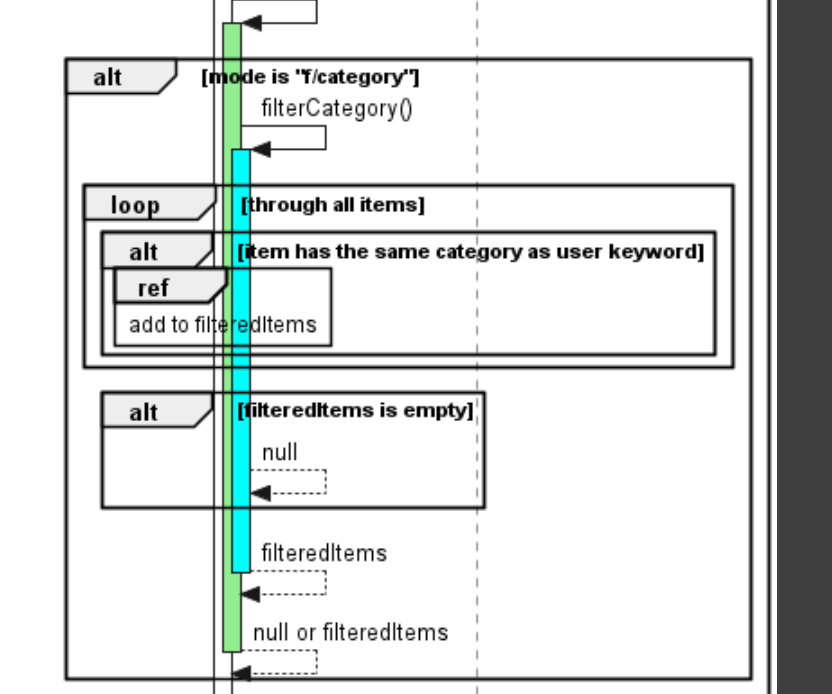 alt [mode is "f/category"]
filterCategory()
loop [through all items]
alt [item has the same category as user keyword]
ref
add to filteredItems
alt [filteredItems is empty]
null
filteredItems
null or filteredItems